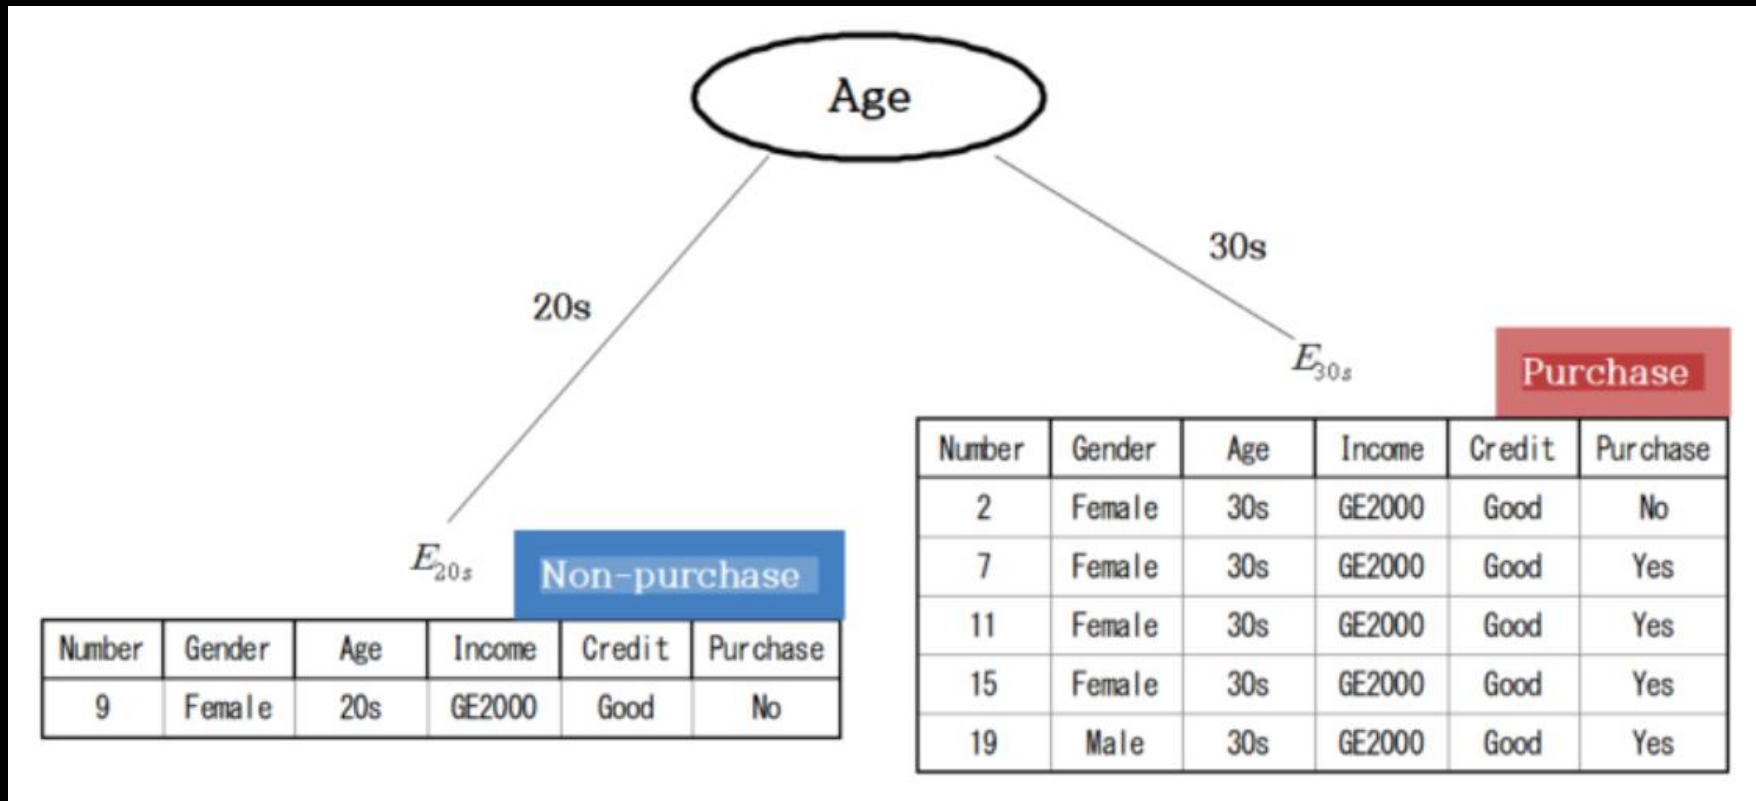 Age
20s
30s
E30s
Purchase
Number Gender Age Income Credit Purchase
2 Female 30s GE2000 Good No
7 Female 30s GE2000 Good Yes
11 Female 30s GE2000 Good Yes
15 Female 30s GE2000 Good Yes
19 Male 30s GE2000 Good Yes
E20s
Non-purchase
Number Gender Age Income Credit Purchase
9 Female 20s GE2000 Good No